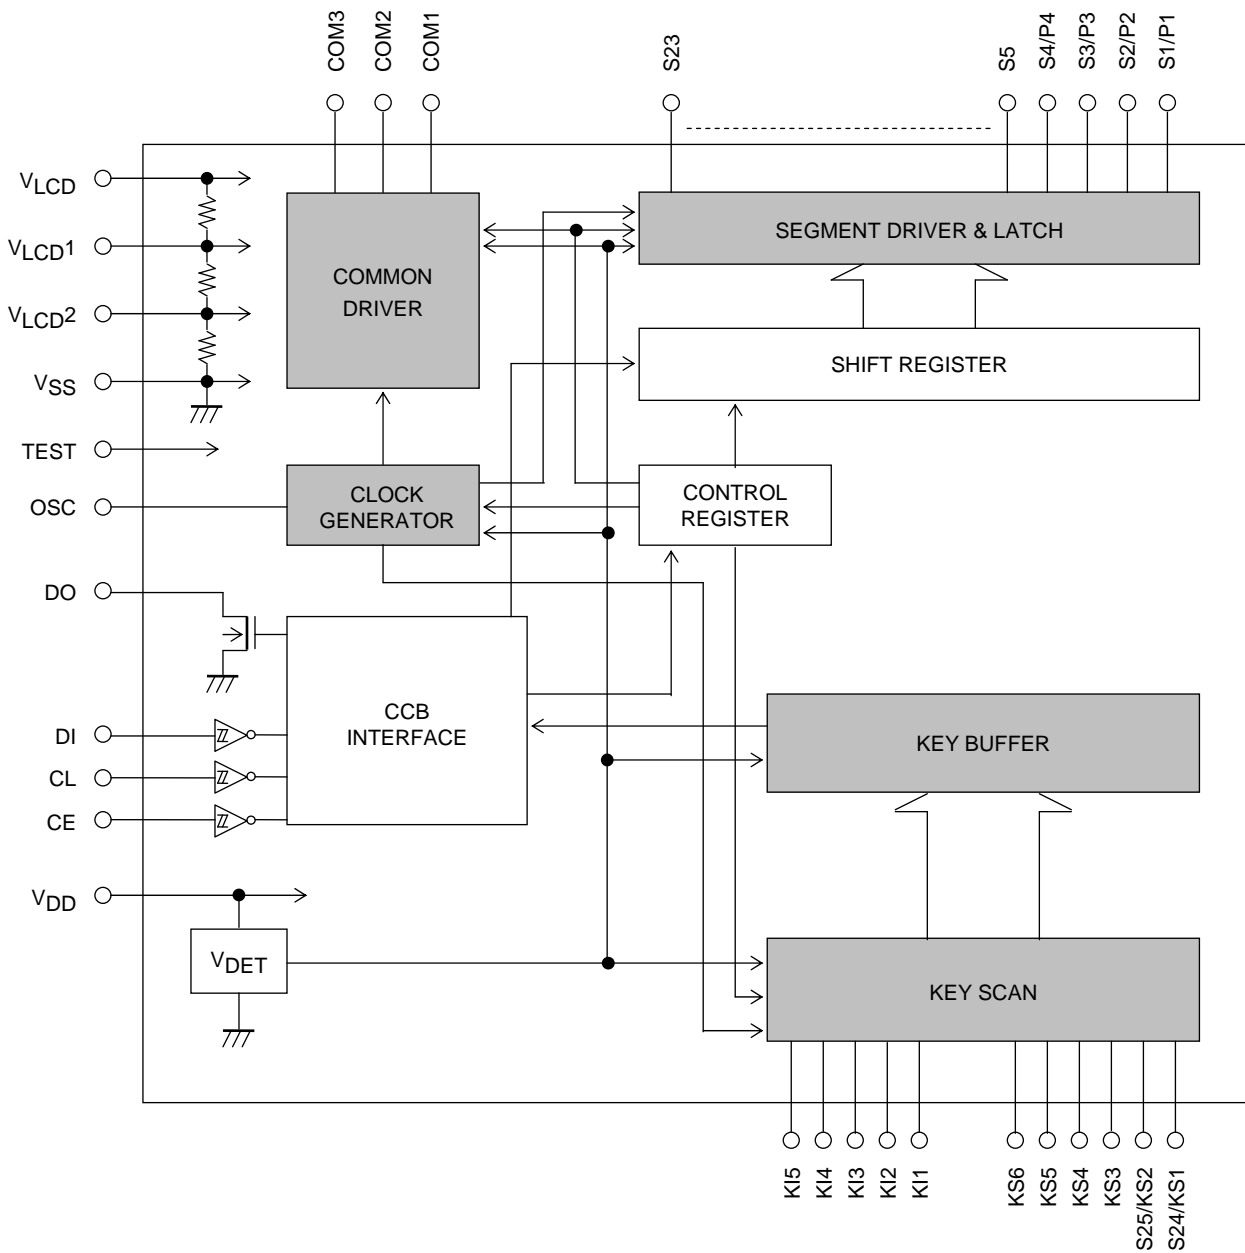 COM3
COM2
COM1
S23
S5
S4/P4
S3/P3
S2/P2
S1/P1
VLCD
VLCD1
VLCD2
VSS
TEST
OSC
DO
DI
CL
CE
VDD
COMMON
DRIVER
SEGMENT DRIVER & LATCH
SHIFT REGISTER
CLOCK
GENERATOR
CONTROL
REGISTER
CCB
INTERFACE
KEY BUFFER
VDET
KEY SCAN
KI5
KI4
KI3
KI2
KI1
KS6
KS5
KS4
KS3
S25/KS2
S24/KS1